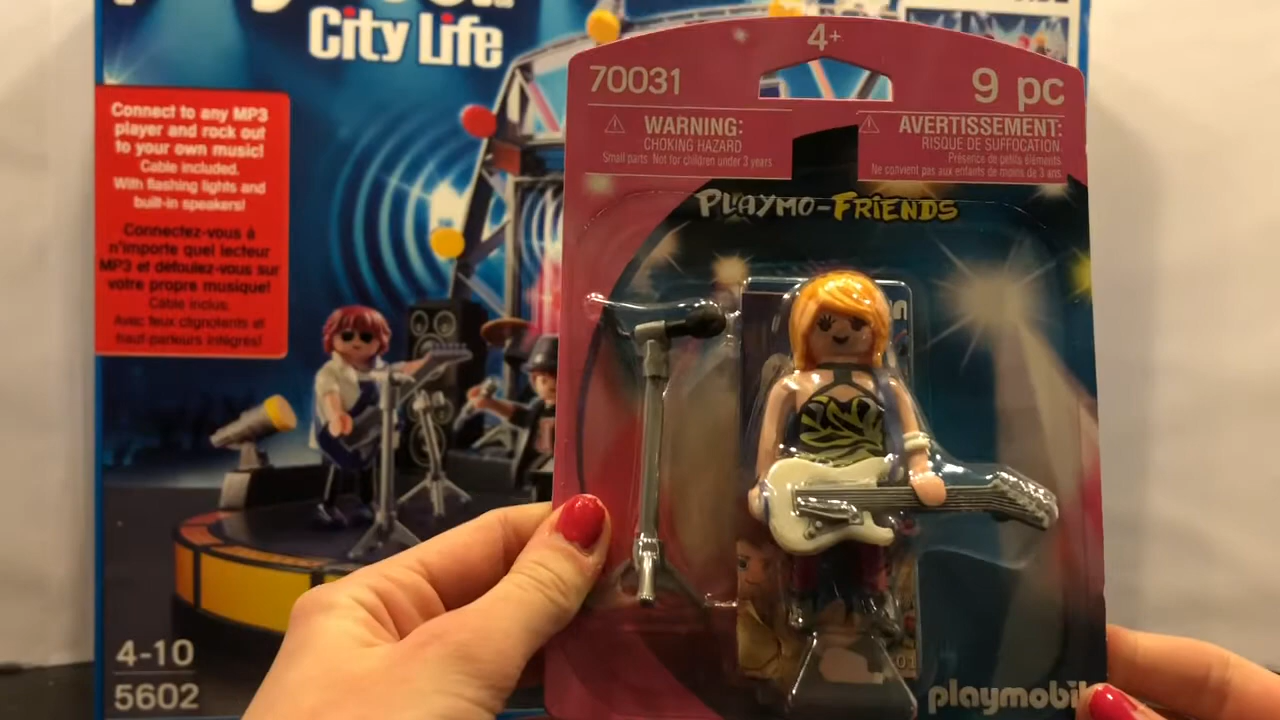 City Life
Connect to any MP3
player and rock out
to your own music!
Cable included.
With flashing lights and
built-in speakers!
Connectez-vous à
n'importe quel lecteur
MP3 et défoulez-vous sur
votre propre musique!
Câble inclus.
Avec feux clignotants et
haut-parleurs intégrés!
4-10
5602
4+
70031
9 pc
WARNING:
CHOKING HAZARD
Small parts. Not for children under 3 years
AVERTISSEMENT:
RISQUE DE SUFFOCATION.
Présence de petits éléments
Ne convient pas aux enfants de moins de 3 ans
PLAYMO-FRIENDS
playmobil